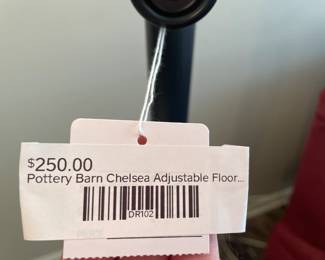 $250.00
Pottery Barn Chelsea Adjustable Floor...
DR102